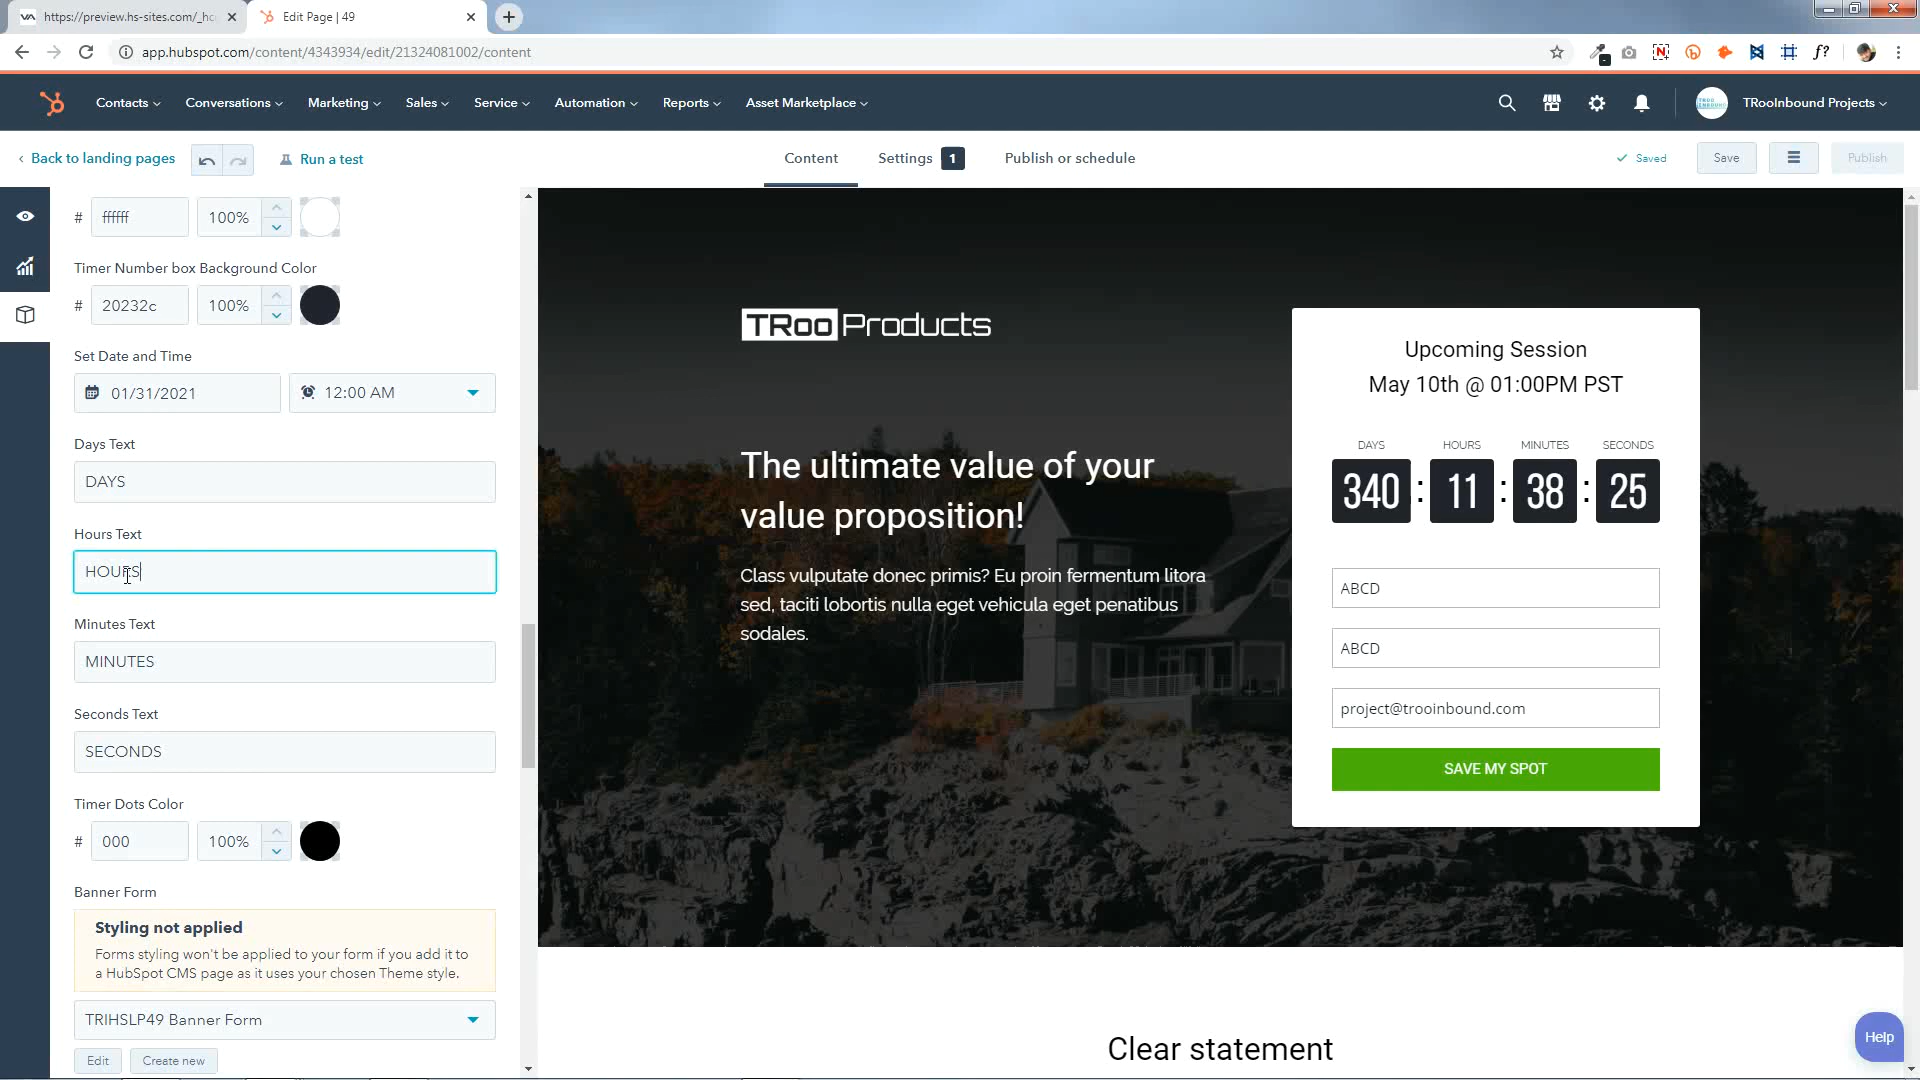 https://preview.hs-sites.com/_hc
Edit Page | 49
app.hubspot.com/content/4343934/edit/21324081002/content
N
f?
Contacts
Conversations
Marketing
Sales
Service
Automation
Reports
Asset Marketplace
TRooInbound Projects
Back to landing pages
Run a test
Content
Settings 1
Publish or schedule
Saved
Save
Publish
# ffffff 100%
Timer Number box Background Color
# 20232c 100%
Set Date and Time
01/31/2021 12:00 AM
Days Text
DAYS
Hours Text
HOURS
Minutes Text
MINUTES
Seconds Text
SECONDS
Timer Dots Color
# 000 100%
Banner Form
Styling not applied
Forms styling won't be applied to your form if you add it to
a HubSpot CMS page as it uses your chosen Theme style.
TRIHSLP49 Banner Form
Edit
Create new
TRoo Products
The ultimate value of your
value proposition!
Class vulputate donec primis? Eu proin fermentum litora
sed, taciti lobortis nulla eget vehicula eget penatibus
sodales.
Upcoming Session
May 10th @ 01:00PM PST
DAYS HOURS MINUTES SECONDS
340 : 11 : 38 : 25
ABCD
ABCD
project@trooinbound.com
SAVE MY SPOT
Clear statement
Help